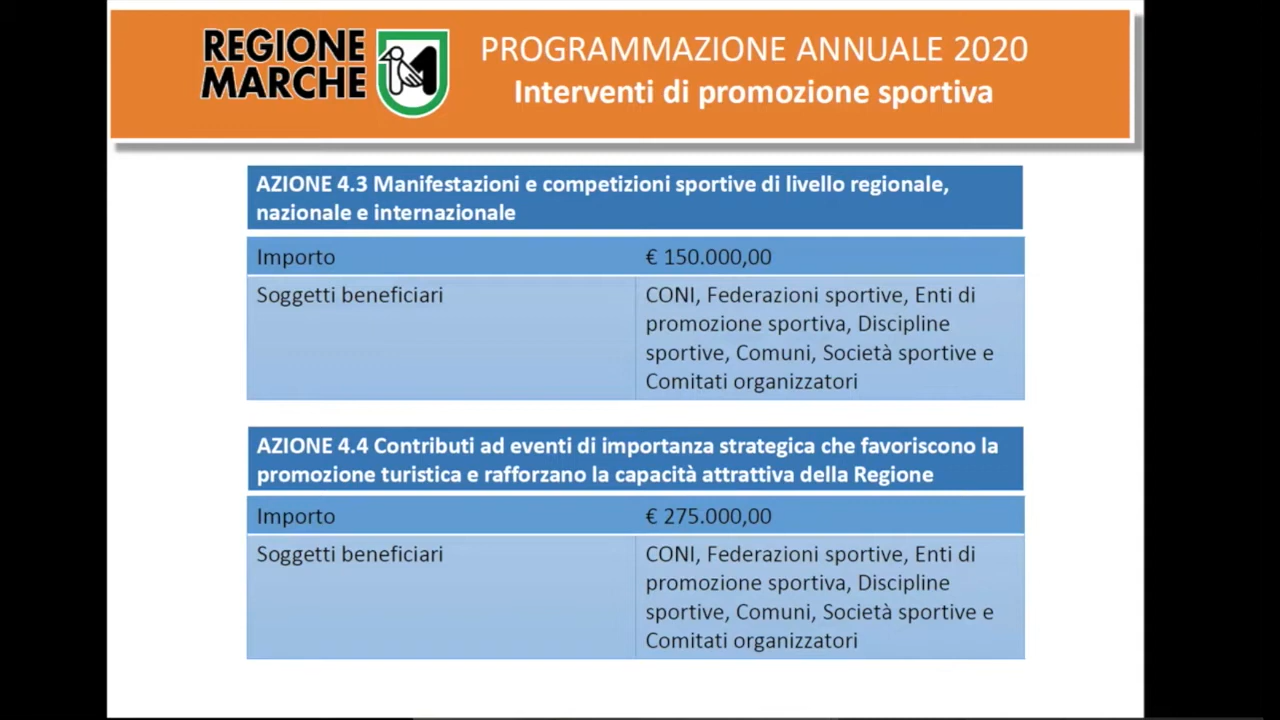 REGIONE
MARCHE
PROGRAMMAZIONE ANNUALE 2020
Interventi di promozione sportiva
AZIONE 4.3 Manifestazioni e competizioni sportive di livello regionale,
nazionale e internazionale
Importo € 150.000,00
Soggetti beneficiari CONI, Federazioni sportive, Enti di
promozione sportiva, Discipline
sportive, Comuni, Società sportive e
Comitati organizzatori
AZIONE 4.4 Contributi ad eventi di importanza strategica che favoriscono la
promozione turistica e rafforzano la capacità attrattiva della Regione
Importo € 275.000,00
Soggetti beneficiari CONI, Federazioni sportive, Enti di
promozione sportiva, Discipline
sportive, Comuni, Società sportive e
Comitati organizzatori